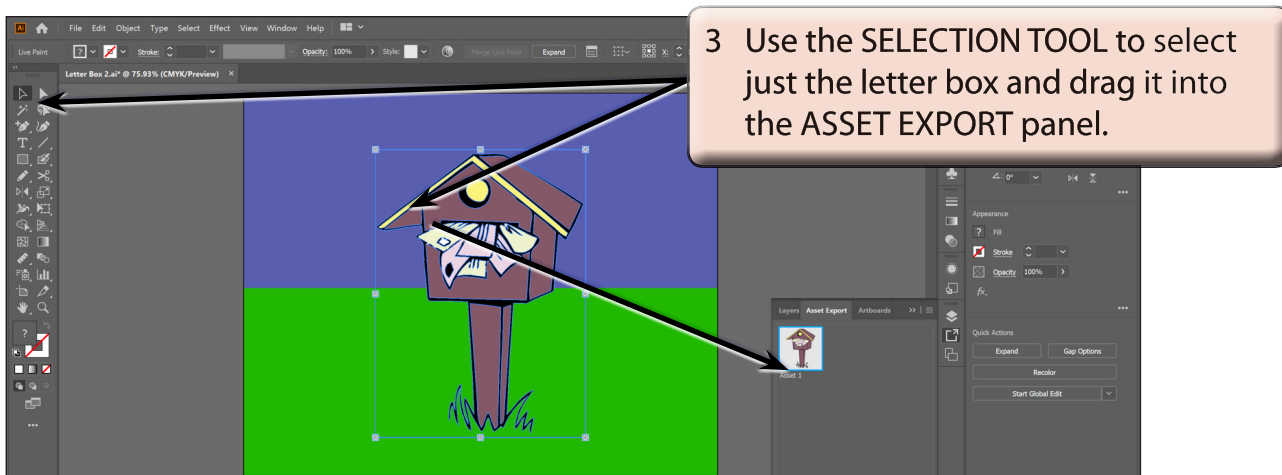 Ai File Edit Object Type Select Effect View Window Help
3 Use the SELECTION TOOL to select
just the letter box and drag it into
the ASSET EXPORT panel.
Live Paint ? Stroke: Opacity: 100% > Style: Merge Live Paint Expand X:
Letter Box 2.ai* @ 75.93% (CMYK/Preview) ×
T
0°
Appearance
? Fill
Stroke
Opacity 100% >
fx.
Layers Asset Export Artboards >>
Asset 1
Quick Actions
Expand Gap Options
Recolor
Start Global Edit
?